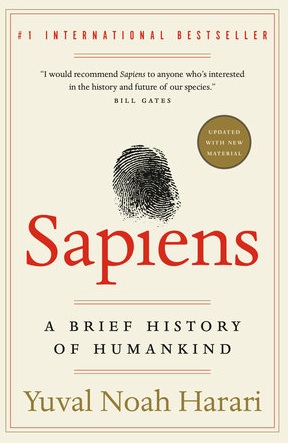 #1 INTERNATIONAL BESTSELLER
“I would recommend Sapiens to anyone who’s interested
in the history and future of our species.”
BILL GATES
UPDATED
WITH NEW
MATERIAL
Sapiens
A BRIEF HISTORY
OF HUMANKIND
Yuval Noah Harari